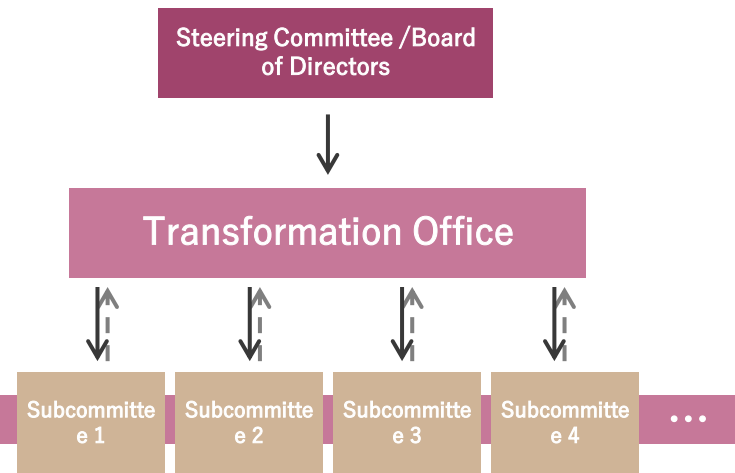 Steering Committee /Board
of Directors
Transformation Office
Subcommitte
e 1
Subcommitte
e 2
Subcommitte
e 3
Subcommitte
e 4
...